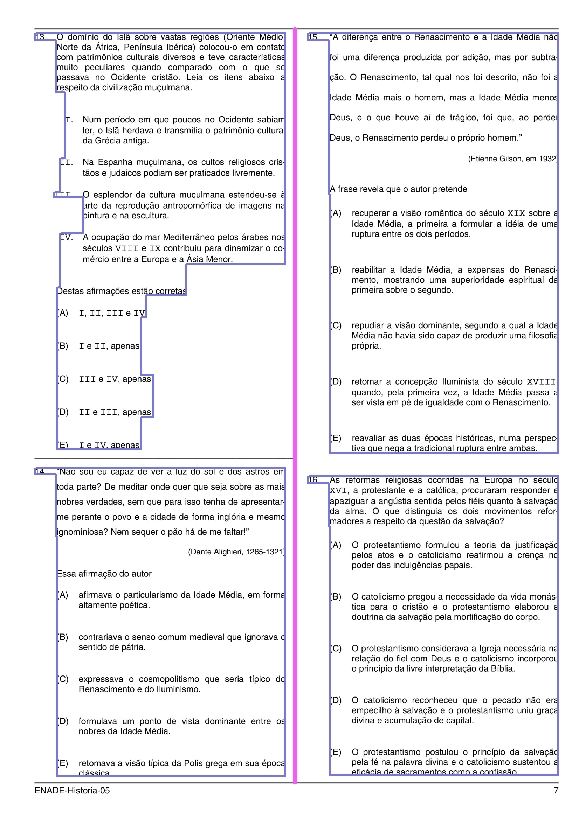 13. O domínio do Islã sobre vastas regiões (Oriente Médio,
Norte da África, Península Ibérica) colocou-o em contato
com patrimônios culturais diversos e teve características
muito peculiares quando comparado com o que se
passava no Ocidente cristão. Leia os itens abaixo a
respeito da civilização muçulmana.
I. Num período em que poucos no Ocidente sabiam
ler, o Islã herdava e transmitia o patrimônio cultural
da Grécia antiga.
II. Na Espanha muçulmana, os cultos religiosos cris-
tãos e judaicos podiam ser praticados livremente.
III. O esplendor da cultura muçulmana estendeu-se à
arte da reprodução antropomórfica de imagens na
pintura e na escultura.
IV. A ocupação do mar Mediterrâneo pelos árabes nos
séculos VIII e IX contribuiu para dinamizar o co-
mércio entre a Europa e a Ásia Menor.
Destas afirmações estão corretas
(A) I, II, III e IV.
(B) I e II, apenas.
(C) III e IV, apenas.
(D) II e III, apenas.
(E) I e IV, apenas.
14. "Não sou eu capaz de ver a luz do sol e dos astros em
toda parte? De meditar onde quer que seja sobre as mais
nobres verdades, sem que para isso tenha de apresentar-
me perante o povo e a cidade de forma inglória e mesmo
ignominiosa? Nem sequer o pão há de me faltar!"
(Dante Alighieri, 1265-1321)
Essa afirmação do autor
(A) afirmava o particularismo da Idade Média, em forma
altamente poética.
(B) contrariava o senso comum medieval que ignorava o
sentido de pátria.
(C) expressava o cosmopolitismo que seria típico do
Renascimento e do Iluminismo.
(D) formulava um ponto de vista dominante entre os
nobres da Idade Média.
(E) retomava a visão típica da Polis grega em sua época
clássica.
15. "A diferença entre o Renascimento e a Idade Média não
foi uma diferença produzida por adição, mas por subtra-
ção. O Renascimento, tal qual nos foi descrito, não foi a
Idade Média mais o homem, mas a Idade Média menos
Deus, e o que houve aí de trágico, foi que, ao perder
Deus, o Renascimento perdeu o próprio homem."
(Etienne Gilson, em 1932)
A frase revela que o autor pretende
(A) recuperar a visão romântica do século XIX sobre a
Idade Média, a primeira a formular a idéia de uma
ruptura entre os dois períodos.
(B) reabilitar a Idade Média, a expensas do Renasci-
mento, mostrando uma superioridade espiritual da
primeira sobre o segundo.
(C) repudiar a visão dominante, segundo a qual a Idade
Média não havia sido capaz de produzir uma filosofia
própria.
(D) retomar a concepção Iluminista do século XVIII,
quando, pela primeira vez, a Idade Média passa a
ser vista em pé de igualdade com o Renascimento.
(E) reavaliar as duas épocas históricas, numa perspec-
tiva que nega a tradicional ruptura entre ambas.
16. As reformas religiosas ocorridas na Europa no século
XVI, a protestante e a católica, procuraram responder e
apaziguar a angústia sentida pelos fiéis quanto à salvação
da alma. O que distinguia os dois movimentos refor-
madores a respeito da questão da salvação?
(A) O protestantismo formulou a teoria da justificação
pelos atos e o catolicismo reafirmou a crença no
poder das indulgências papais.
(B) O catolicismo pregou a necessidade da vida monás-
tica para o cristão e o protestantismo elaborou a
doutrina da salvação pela mortificação do corpo.
(C) O protestantismo considerava a Igreja necessária na
relação do fiel com Deus e o catolicismo incorporou
o princípio da livre interpretação da Bíblia.
(D) O catolicismo reconheceu que o pecado não era
empecilho à salvação e o protestantismo uniu graça
divina e acumulação de capital.
(E) O protestantismo postulou o princípio da salvação
pela fé na palavra divina e o catolicismo sustentou a
eficácia de sacramentos como a confissão.
ENADE-História-05
7